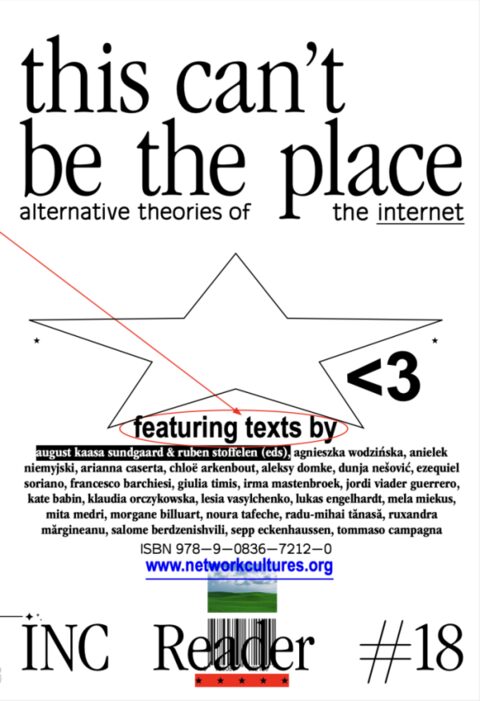 this can't
be the place
alternative theories of the internet
<3
featuring texts by
august kaasa sundgaard & ruben stoffelen (eds), agnieszka wodzińska, anielek
niemyjski, arianna caserta, chloë arkenbout, aleksy domke, dunja nešović, ezequiel
soriano, francesco barchiesi, giulia timis, irma mastenbroek, jordi viader guerrero,
kate babin, klaudia orczykowska, lesia vasylchenko, lukas engelhardt, mela miekus,
mita medri, morgane billuart, noura tafeche, radu-mihai tănasă, ruxandra
mărgineanu, salome berdzenishvili, sepp eckenhaussen, tommaso campagna
ISBN 978–9–0836–7212–0
www.networkcultures.org
INC Reader #18